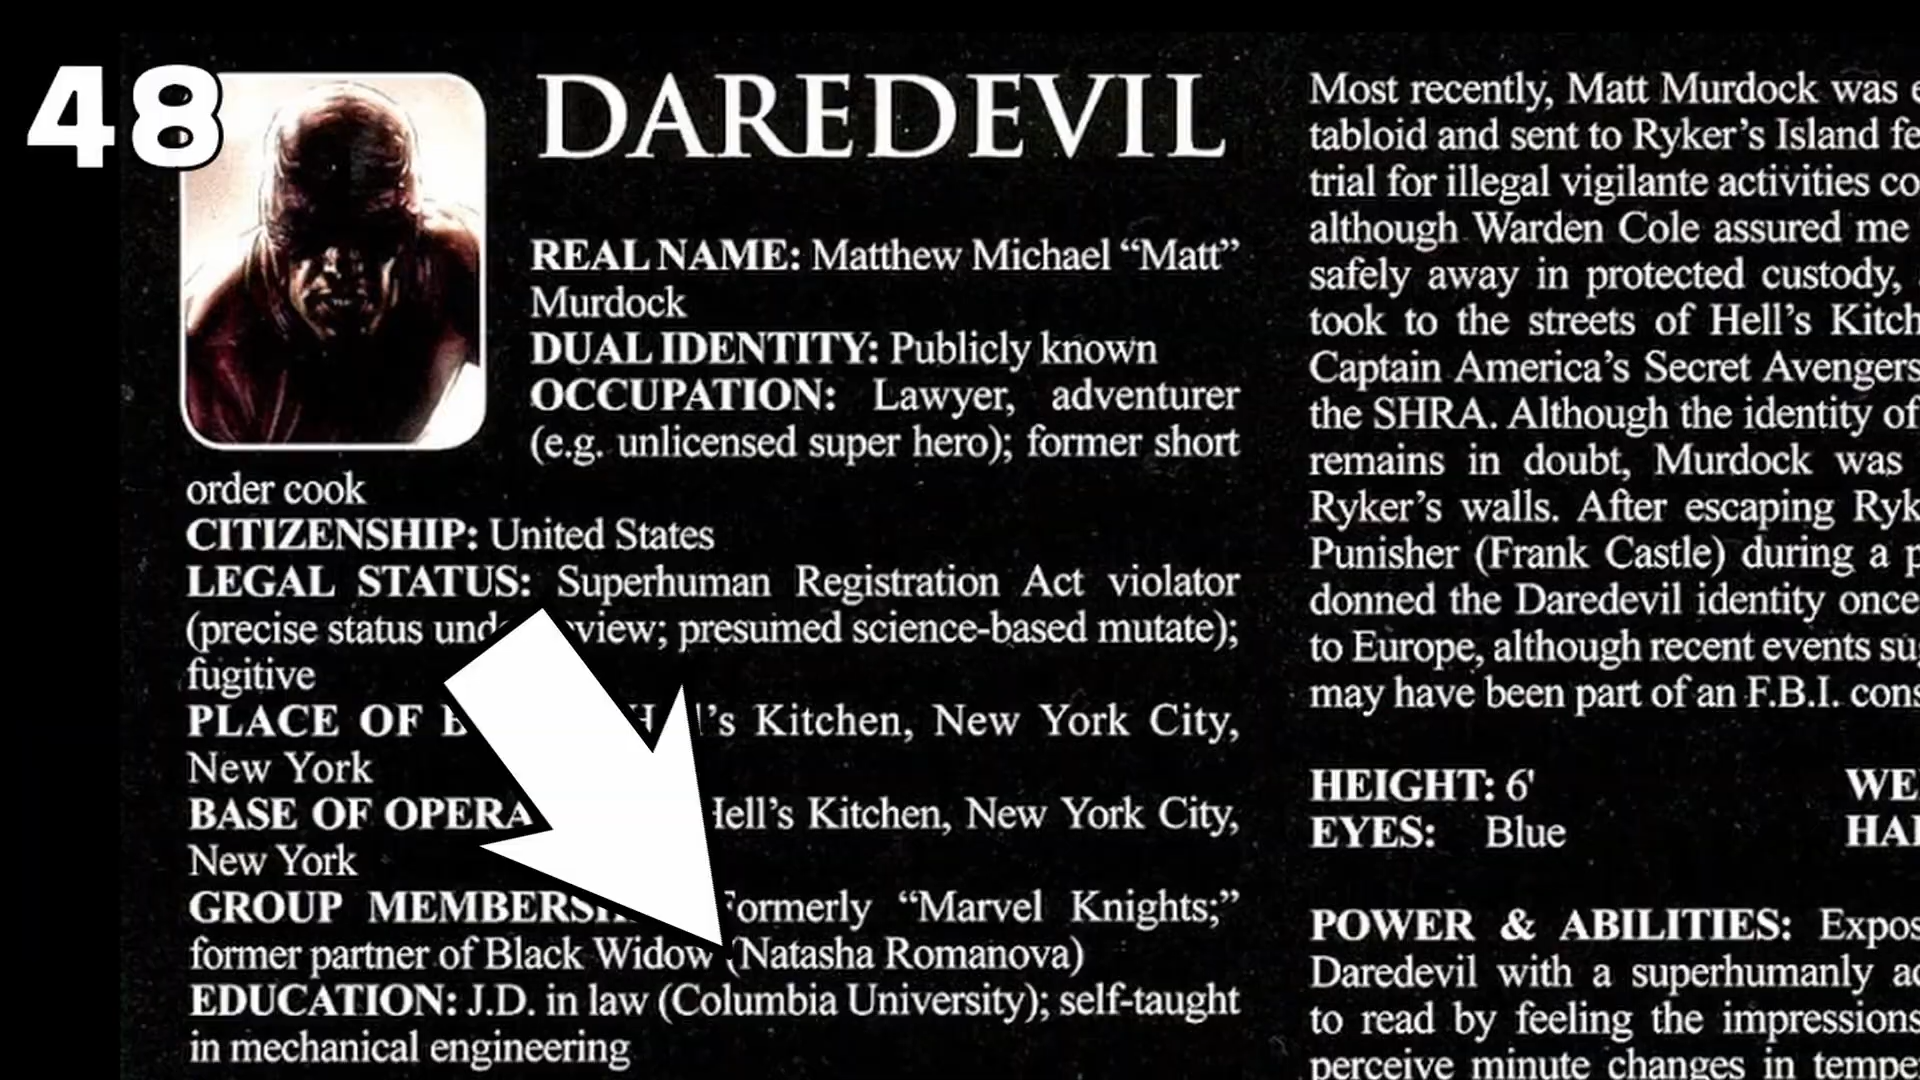 48
DAREDEVIL
REAL NAME: Matthew Michael “Matt”
Murdock
DUAL IDENTITY: Publicly known
OCCUPATION: Lawyer, adventurer
(e.g. unlicensed super hero); former short
order cook
CITIZENSHIP: United States
LEGAL STATUS: Superhuman Registration Act violator
(precise status presumed science-based mutate);
fugitive
PLACE OF Kitchen, New York City,
New York
BASE OF Kitchen, New York City,
New York
GROUP “Marvel Knights;”
former partner of Black Widow (Natasha Romanova)
EDUCATION: J.D. in law (Columbia University); self-taught
in mechanical engineering
Most recently, Matt Murdock was
tabloid and sent to Ryker’s Island
trial for illegal vigilante activities
although Warden Cole assured me
safely away in protected custody,
took to the streets of Hell’s
Captain America’s Secret Avengers
the SHRA. Although the identity of
remains in doubt, Murdock was
Ryker’s walls. After escaping
Punisher (Frank Castle) during a
donned the Daredevil identity once
to Europe, although recent events
may have been part of an F.B.I.
HEIGHT: 6'
EYES: Blue
POWER & ABILITIES:
Daredevil with a superhumanly
to read by feeling the impressions
perceive minute changes in